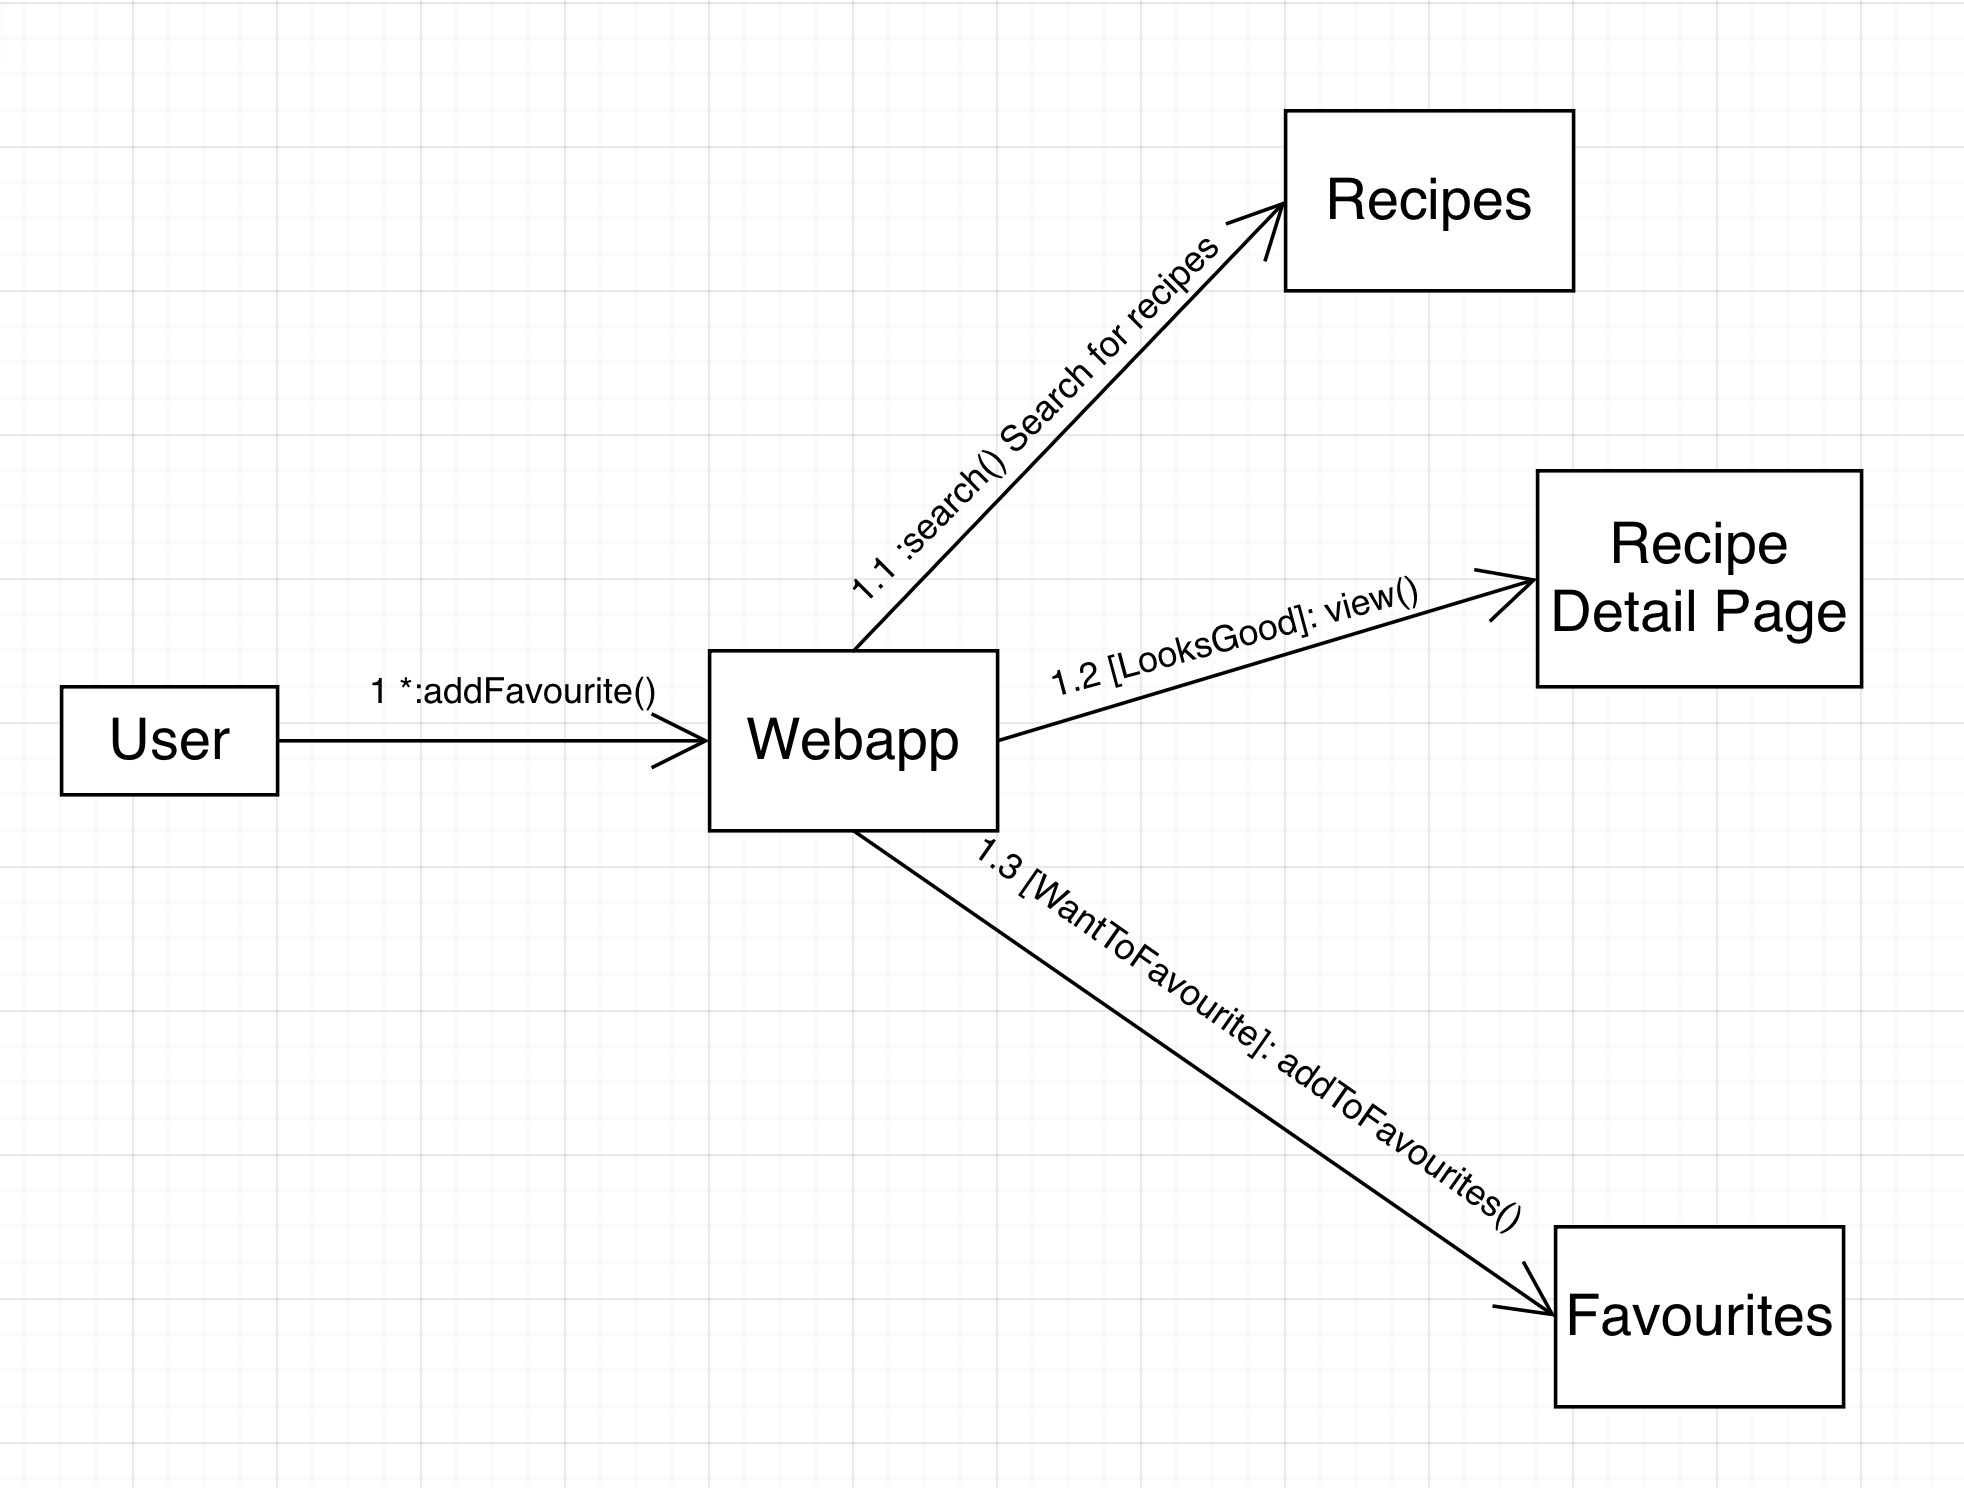 Recipes
1.1 :search() Search for recipes
Recipe
Detail Page
1.2 [LooksGood]: view()
1 *:addFavourite()
User
Webapp
1.3 [WantToFavourite]: addToFavourites()
Favourites